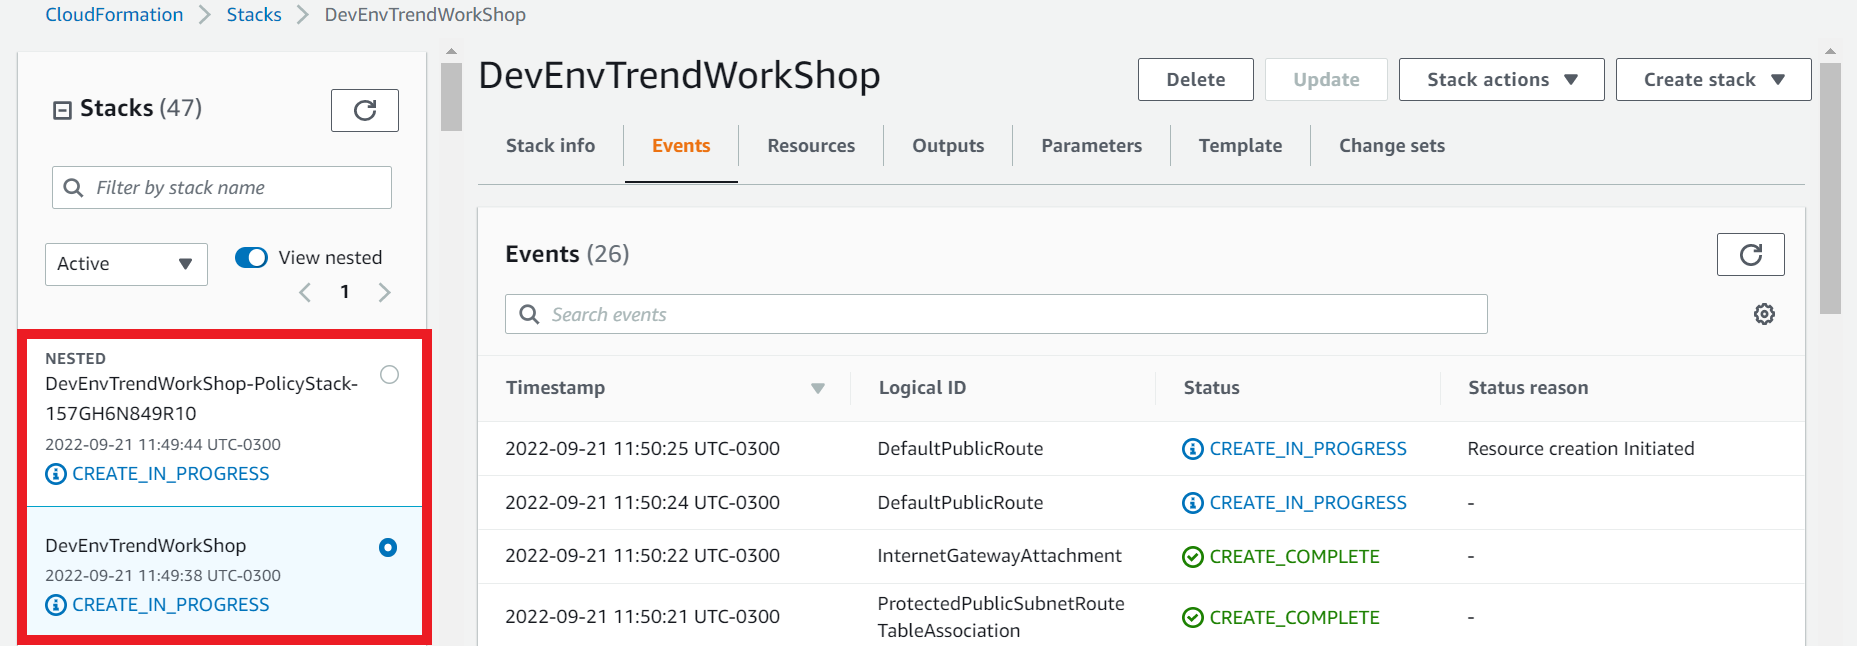 CloudFormation > Stacks > DevEnvTrendWorkShop
Stacks (47)
Filter by stack name
Active
View nested
1
NESTED
DevEnvTrendWorkShop-PolicyStack-
157GH6N849R10
2022-09-21 11:49:44 UTC-0300
CREATE_IN_PROGRESS
DevEnvTrendWorkShop
2022-09-21 11:49:38 UTC-0300
CREATE_IN_PROGRESS
DevEnvTrendWorkShop
Delete Update Stack actions Create stack
Stack info Events Resources Outputs Parameters Template Change sets
Events (26)
Search events
Timestamp Logical ID Status Status reason
2022-09-21 11:50:25 UTC-0300 DefaultPublicRoute CREATE_IN_PROGRESS Resource creation Initiated
2022-09-21 11:50:24 UTC-0300 DefaultPublicRoute CREATE_IN_PROGRESS -
2022-09-21 11:50:22 UTC-0300 InternetGatewayAttachment CREATE_COMPLETE -
2022-09-21 11:50:21 UTC-0300 ProtectedPublicSubnetRoute CREATE_COMPLETE -
TableAssociation